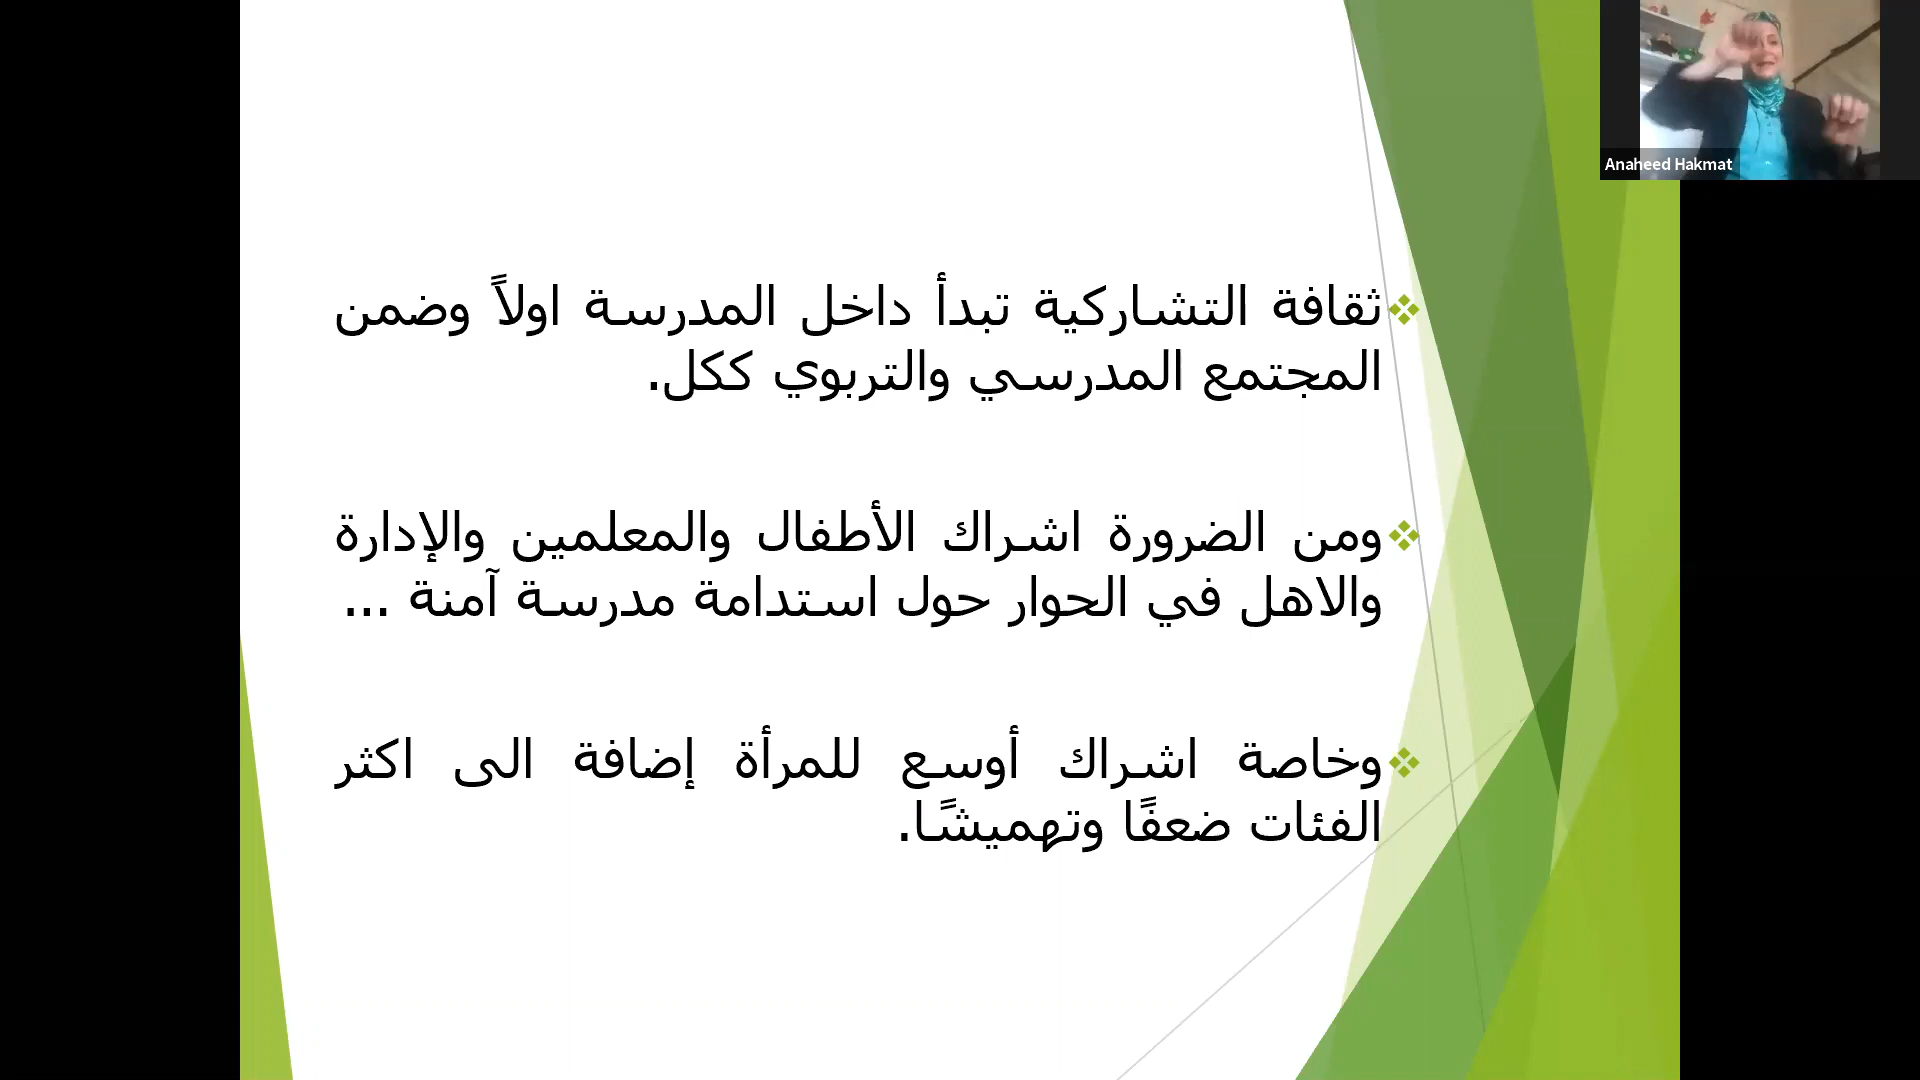 ثقافة التشاركية تبدأ داخل المدرسة اولاً وضمن
المجتمع المدرسي والتربوي ككل.
ومن الضرورة اشراك الأطفال والمعلمين والإدارة
والاهل في الحوار حول استدامة مدرسة آمنة ...
وخاصة اشراك أوسع للمرأة إضافة الى اكثر
الفئات ضعفًا وتهميشًا.
Anaheed Hakmat